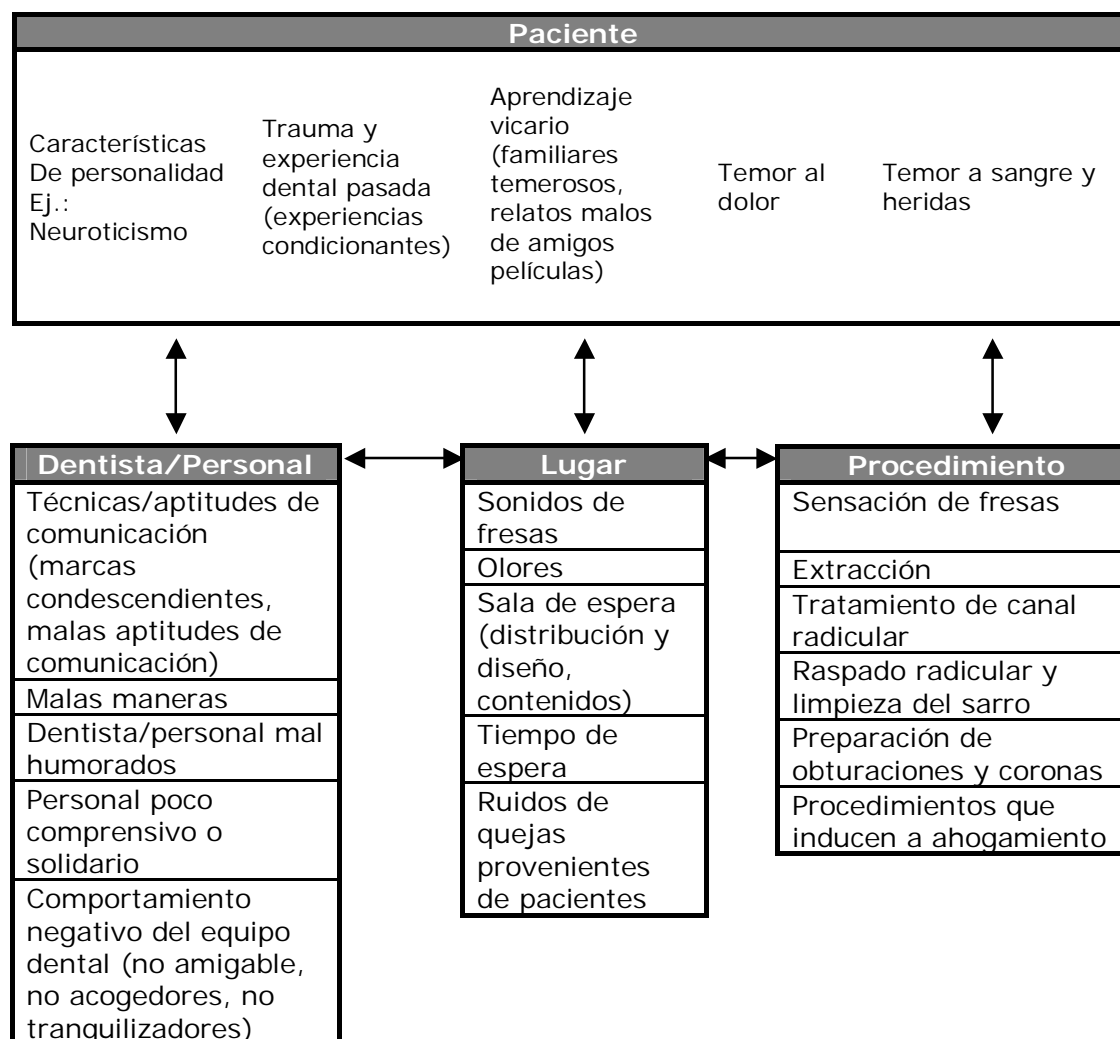 Paciente
Características
De personalidad
Ej.:
Neuroticismo
Trauma y
experiencia
dental pasada
(experiencias
condicionantes)
Aprendizaje
vicario
(familiares
temerosos,
relatos malos
de amigos
películas)
Temor al
dolor
Temor a sangre y
heridas
Dentista/Personal
Técnicas/aptitudes de
comunicación
(marcas
condescendientes,
malas aptitudes de
comunicación)
Malas maneras
Dentista/personal mal
humorados
Personal poco
comprensivo o
solidario
Comportamiento
negativo del equipo
dental (no amigable,
no acogedores, no
tranquilizadores)
Lugar
Sonidos de
fresas
Olores
Sala de espera
(distribución y
diseño,
contenidos)
Tiempo de
espera
Ruidos de
quejas
provenientes
de pacientes
Procedimiento
Sensación de fresas
Extracción
Tratamiento de canal
radicular
Raspado radicular y
limpieza del sarro
Preparación de
obturaciones y coronas
Procedimientos que
inducen a ahogamiento